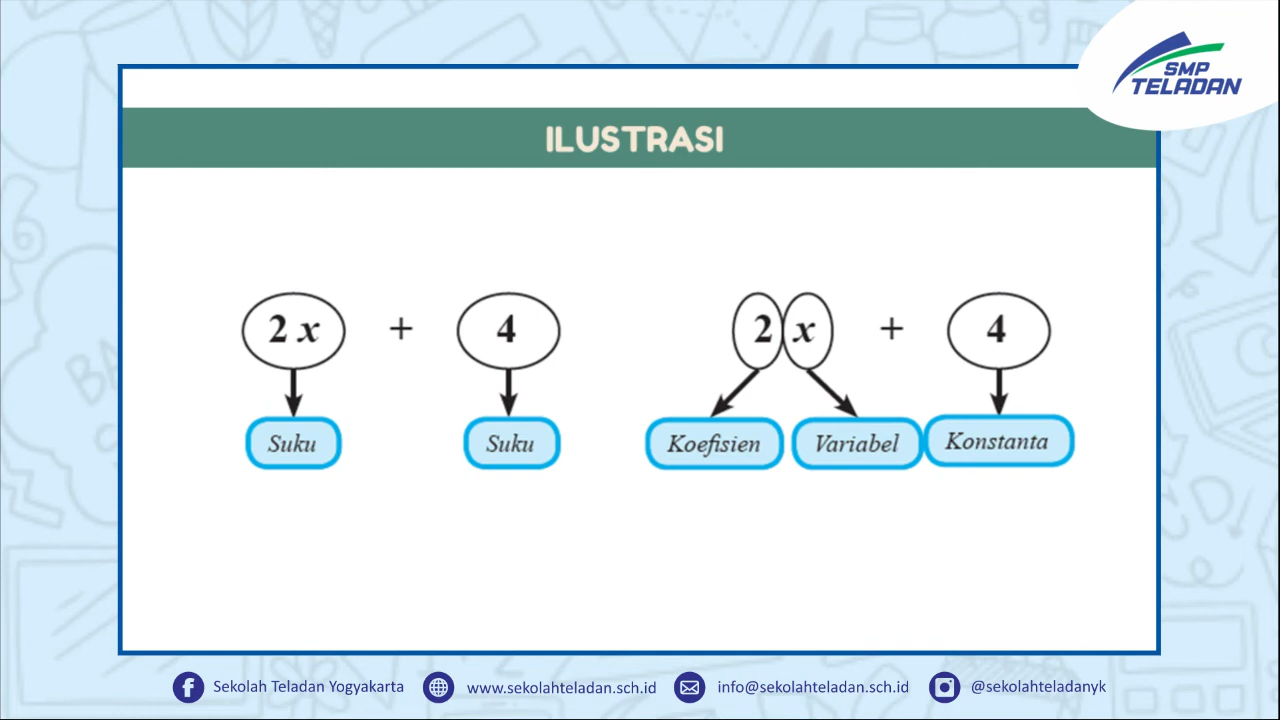 SMP
TELADAN
ILUSTRASI
2 x + 4
Suku Suku
2 x + 4
Koefisien Variabel Konstanta
Sekolah Teladan Yogyakarta www.sekolahteladan.sch.id info@sekolahteladan.sch.id @sekolahteladanyk